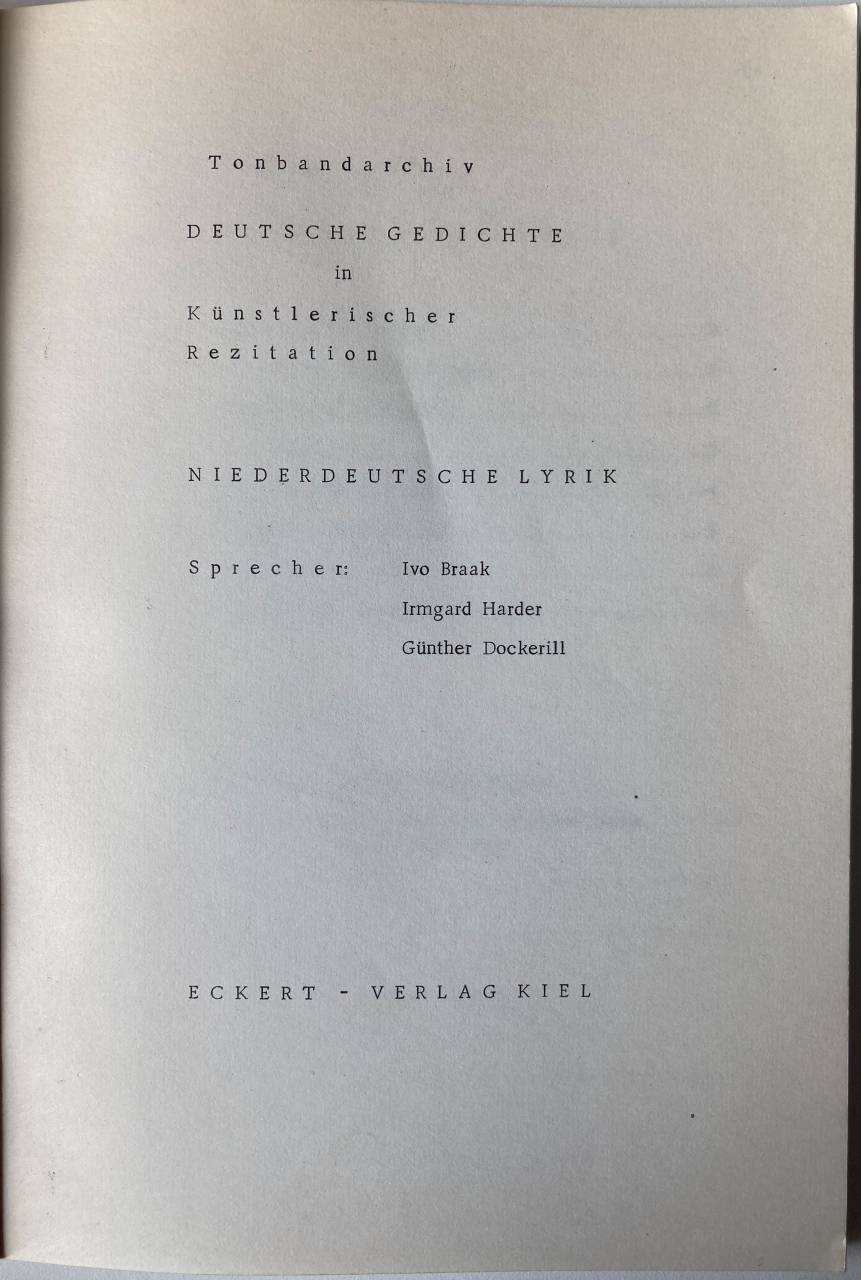 Tonbandarchiv
DEUTSCHE GEDICHTE
in
Künstlerischer
Rezitation
NIEDERDEUTSCHE LYRIK
Sprecher: Ivo Braak
Irmgard Harder
Günther Dockerill
ECKERT - VERLAG KIEL